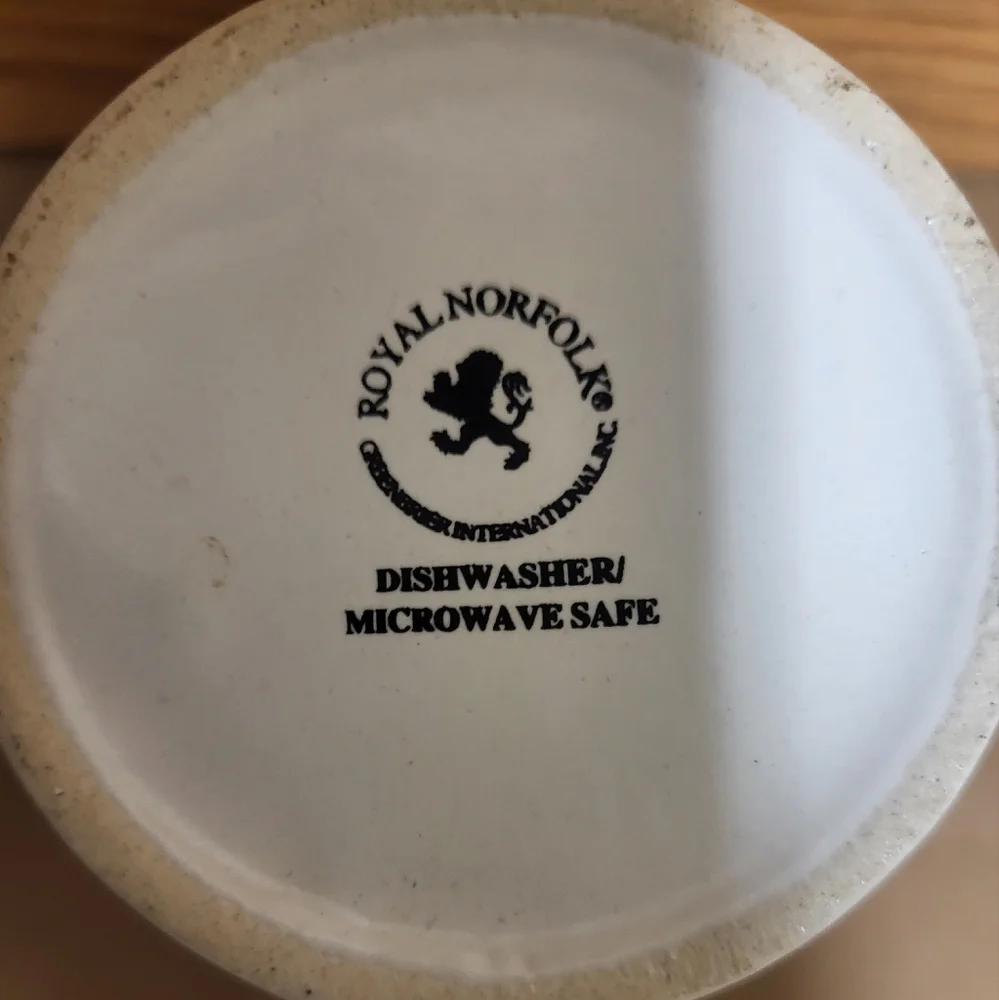 ROYAL NORFOLK®
GREENBRIER INTERNATIONAL, INC.
DISHWASHER/
MICROWAVE SAFE